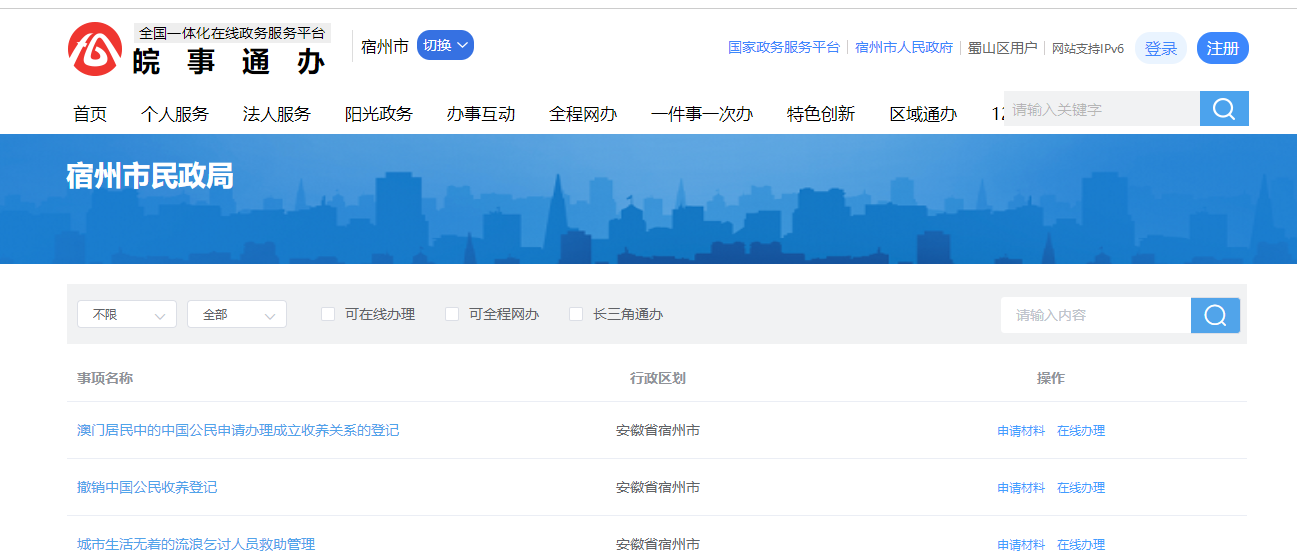 全国一体化在线政务服务平台
皖事通办
宿州市 切换
国家政务服务平台 宿州市人民政府 蜀山区用户 网站支持IPv6 登录 注册
首页 个人服务 法人服务 阳光政务 办事互动 全程网办 一件事一次办 特色创新 区域通办 12 请输入关键字
宿州市民政局
不限 全部 可在线办理 可全程网办 长三角通办 请输入内容
事项名称 行政区划 操作
澳门居民中的中国公民申请办理成立收养关系的登记 安徽省宿州市 申请材料 在线办理
撤销中国公民收养登记 安徽省宿州市 申请材料 在线办理
城市生活无着的流浪乞讨人员救助管理 安徽省宿州市 申请材料 在线办理